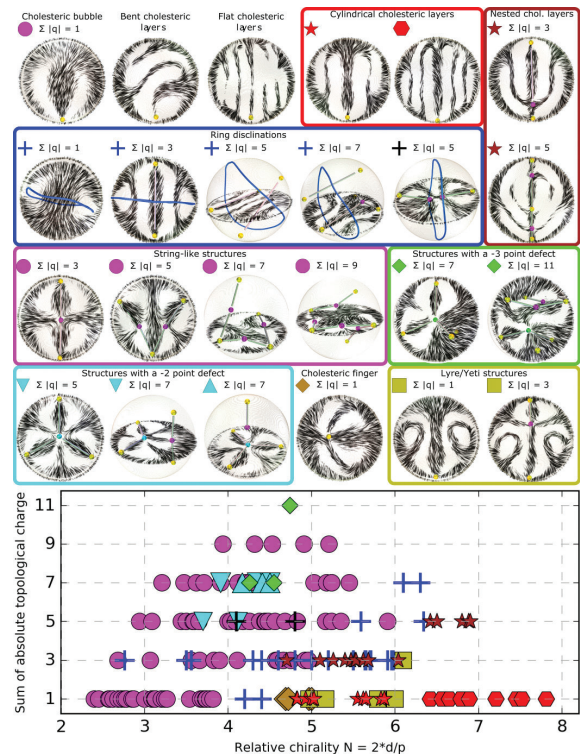 Cholesteric bubble
Σ |q| = 1
Bent cholesteric
layers
Flat cholesteric
layers
Cylindrical cholesteric layers
Nested chol. layers
Σ |q| = 3
Ring disclinations
Σ |q| = 1
Σ |q| = 3
Σ |q| = 5
Σ |q| = 7
Σ |q| = 5
Σ |q| = 5
String-like structures
Σ |q| = 3
Σ |q| = 5
Σ |q| = 7
Σ |q| = 9
Structures with a -3 point defect
Σ |q| = 7
Σ |q| = 11
Structures with a -2 point defect
Σ |q| = 5
Σ |q| = 7
Σ |q| = 7
Cholesteric finger
Σ |q| = 1
Lyre/Yeti structures
Σ |q| = 1
Σ |q| = 3
Sum of absolute topological charge
11
9
7
5
3
1
2 3 4 5 6 7 8
Relative chirality N = 2*d/p